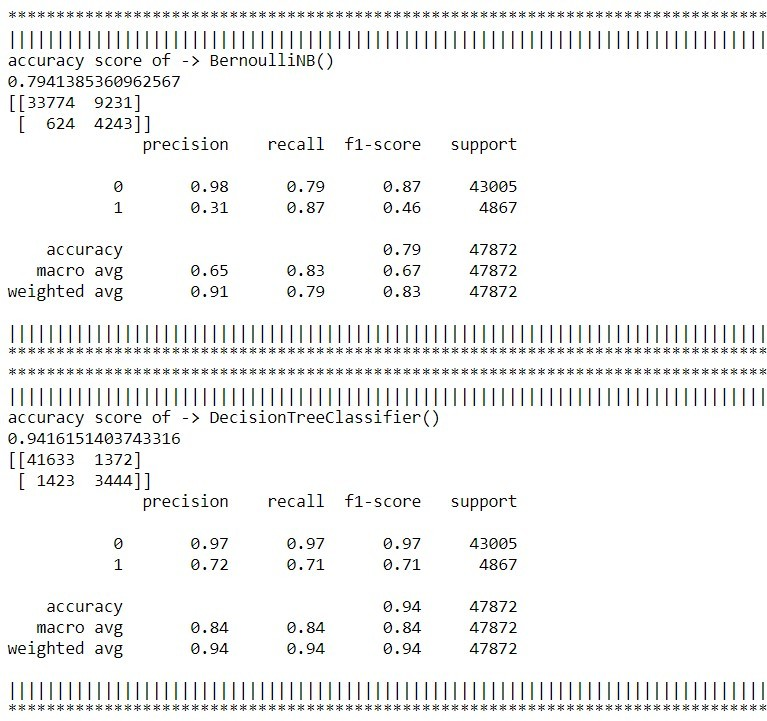 *******************************************************************************
|||||||||||||||||||||||||||||||||||||||||||||||||||||||||||||||||||||||||||||||
accuracy score of -> BernoulliNB()
0.7941385360962567
[[33774  9231]
 [  624  4243]]
              precision    recall  f1-score   support

           0       0.98      0.79      0.87     43005
           1       0.31      0.87      0.46      4867

    accuracy                           0.79     47872
   macro avg       0.65      0.83      0.67     47872
weighted avg       0.91      0.79      0.83     47872

|||||||||||||||||||||||||||||||||||||||||||||||||||||||||||||||||||||||||||||||
*******************************************************************************
*******************************************************************************
|||||||||||||||||||||||||||||||||||||||||||||||||||||||||||||||||||||||||||||||
accuracy score of -> DecisionTreeClassifier()
0.9416151403743316
[[41633  1372]
 [ 1423  3444]]
              precision    recall  f1-score   support

           0       0.97      0.97      0.97     43005
           1       0.72      0.71      0.71      4867

    accuracy                           0.94     47872
   macro avg       0.84      0.84      0.84     47872
weighted avg       0.94      0.94      0.94     47872

|||||||||||||||||||||||||||||||||||||||||||||||||||||||||||||||||||||||||||||||
*******************************************************************************